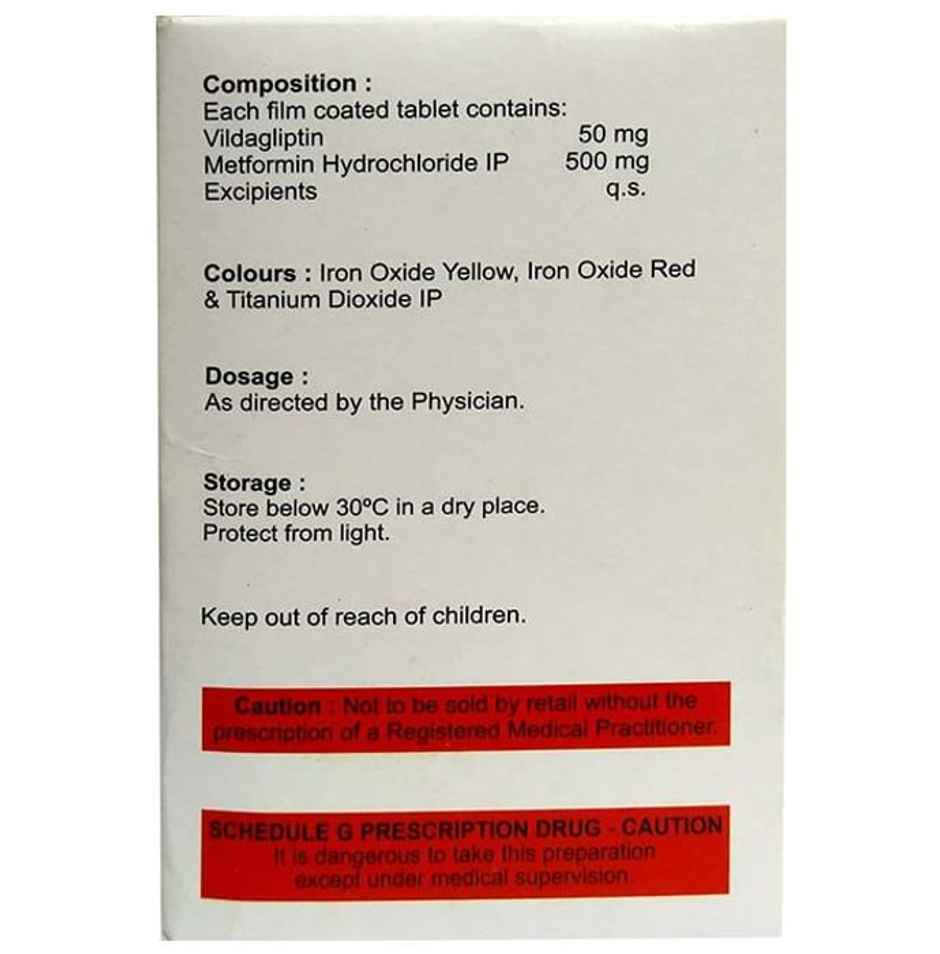 Composition :
Each film coated tablet contains:
Vildagliptin 50 mg
Metformin Hydrochloride IP 500 mg
Excipients q.s.
Colours : Iron Oxide Yellow, Iron Oxide Red
& Titanium Dioxide IP
Dosage :
As directed by the Physician.
Storage :
Store below 30ºC in a dry place.
Protect from light.
Keep out of reach of children.
Caution : Not to be sold by retail without the
prescription of a Registered Medical Practitioner.
SCHEDULE G PRESCRIPTION DRUG - CAUTION
It is dangerous to take this preparation
except under medical supervision.